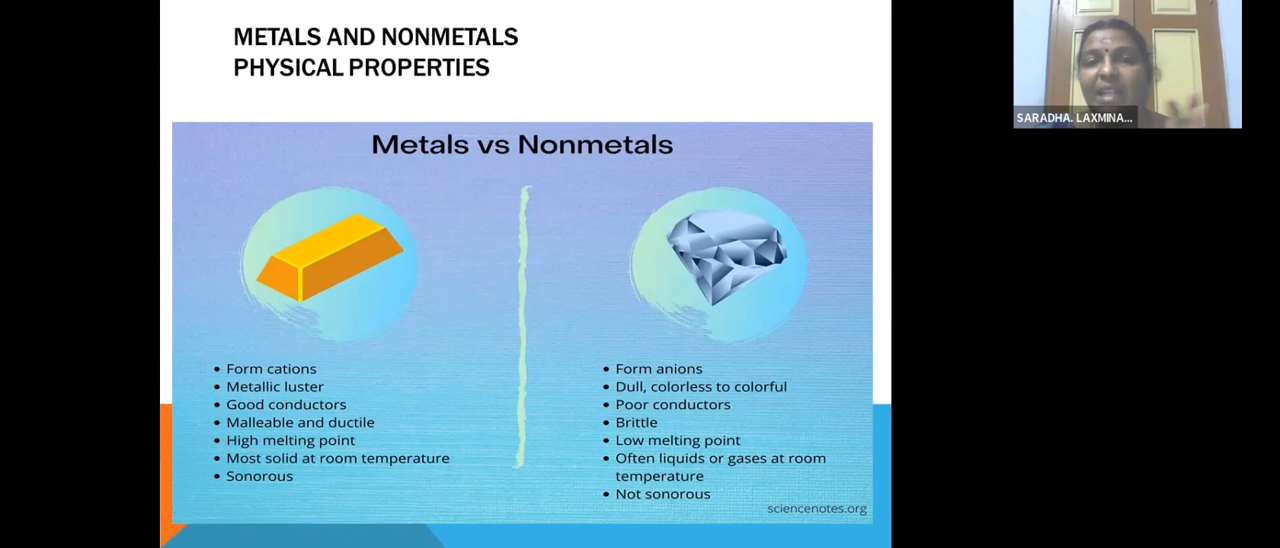 METALS AND NONMETALS
PHYSICAL PROPERTIES
Metals vs Nonmetals
• Form cations
• Metallic luster
• Good conductors
• Malleable and ductile
• High melting point
• Most solid at room temperature
• Sonorous
• Form anions
• Dull, colorless to colorful
• Poor conductors
• Brittle
• Low melting point
• Often liquids or gases at room
temperature
• Not sonorous
sciencenotes.org
SARADHA. LAXMINA...